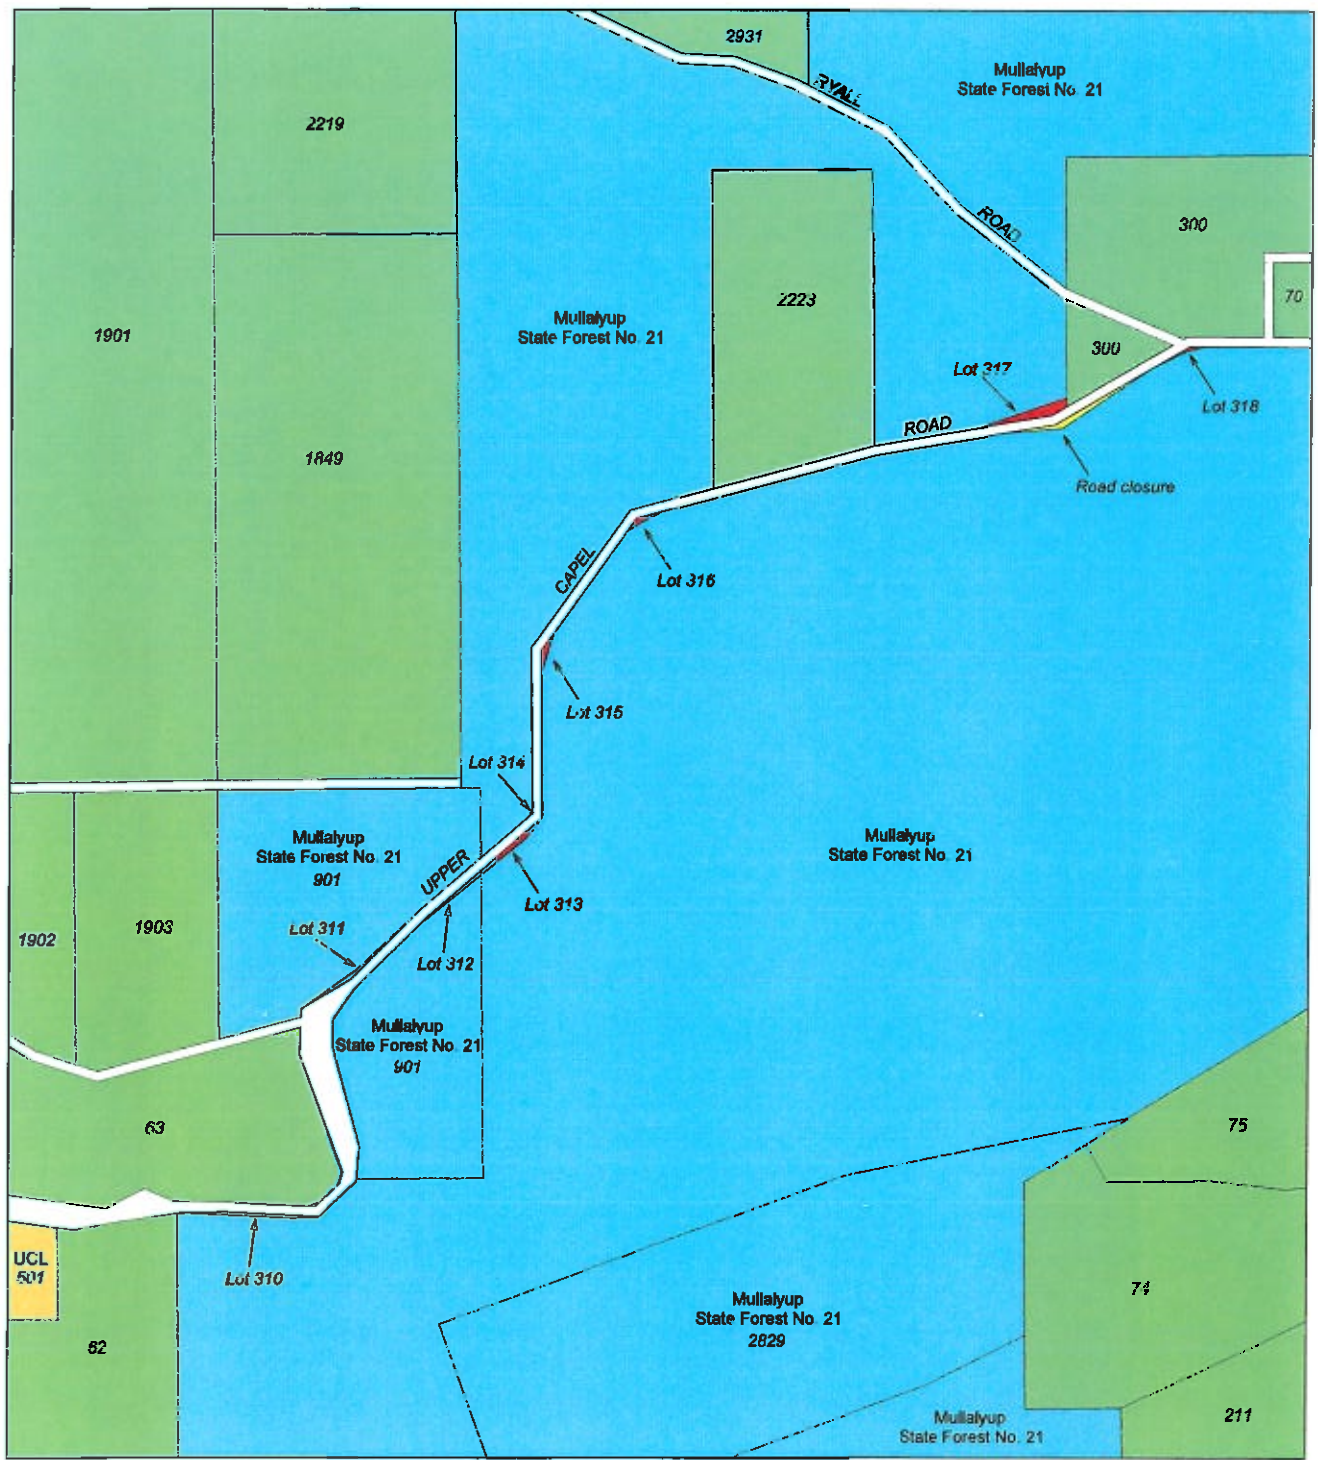 2931
Mullalyup
State Forest No. 21
RYALL
2219
ROAD
300
70
2223
1901
Mullalyup
State Forest No. 21
300
Lot 317
Lot 318
ROAD
1849
Road closure
CAPEL
Lot 316
Lot 315
Lot 314
Mullalyup
State Forest No. 21
901
UPPER
Mullalyup
State Forest No. 21
Lot 313
1902
1903
Lot 311
Lot 312
Mullalyup
State Forest No. 21
901
63
75
UCL
501
Lot 310
74
Mullalyup
State Forest No. 21
2829
62
Mullalyup
State Forest No. 21
211